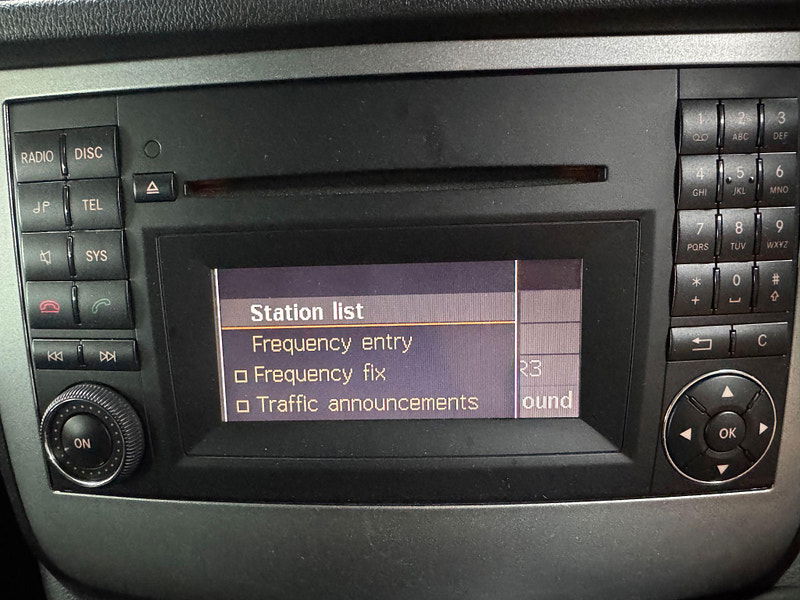 RADIO DISC
TEL
SYS
ON
Station list
Frequency entry
Frequency fix
R3
Traffic announcements
ound
1 2 3
ABC DEF
4 5 6
GHI JKL MNO
7 8 9
PQRS TUV WXYZ
* 0 #
+
C
OK